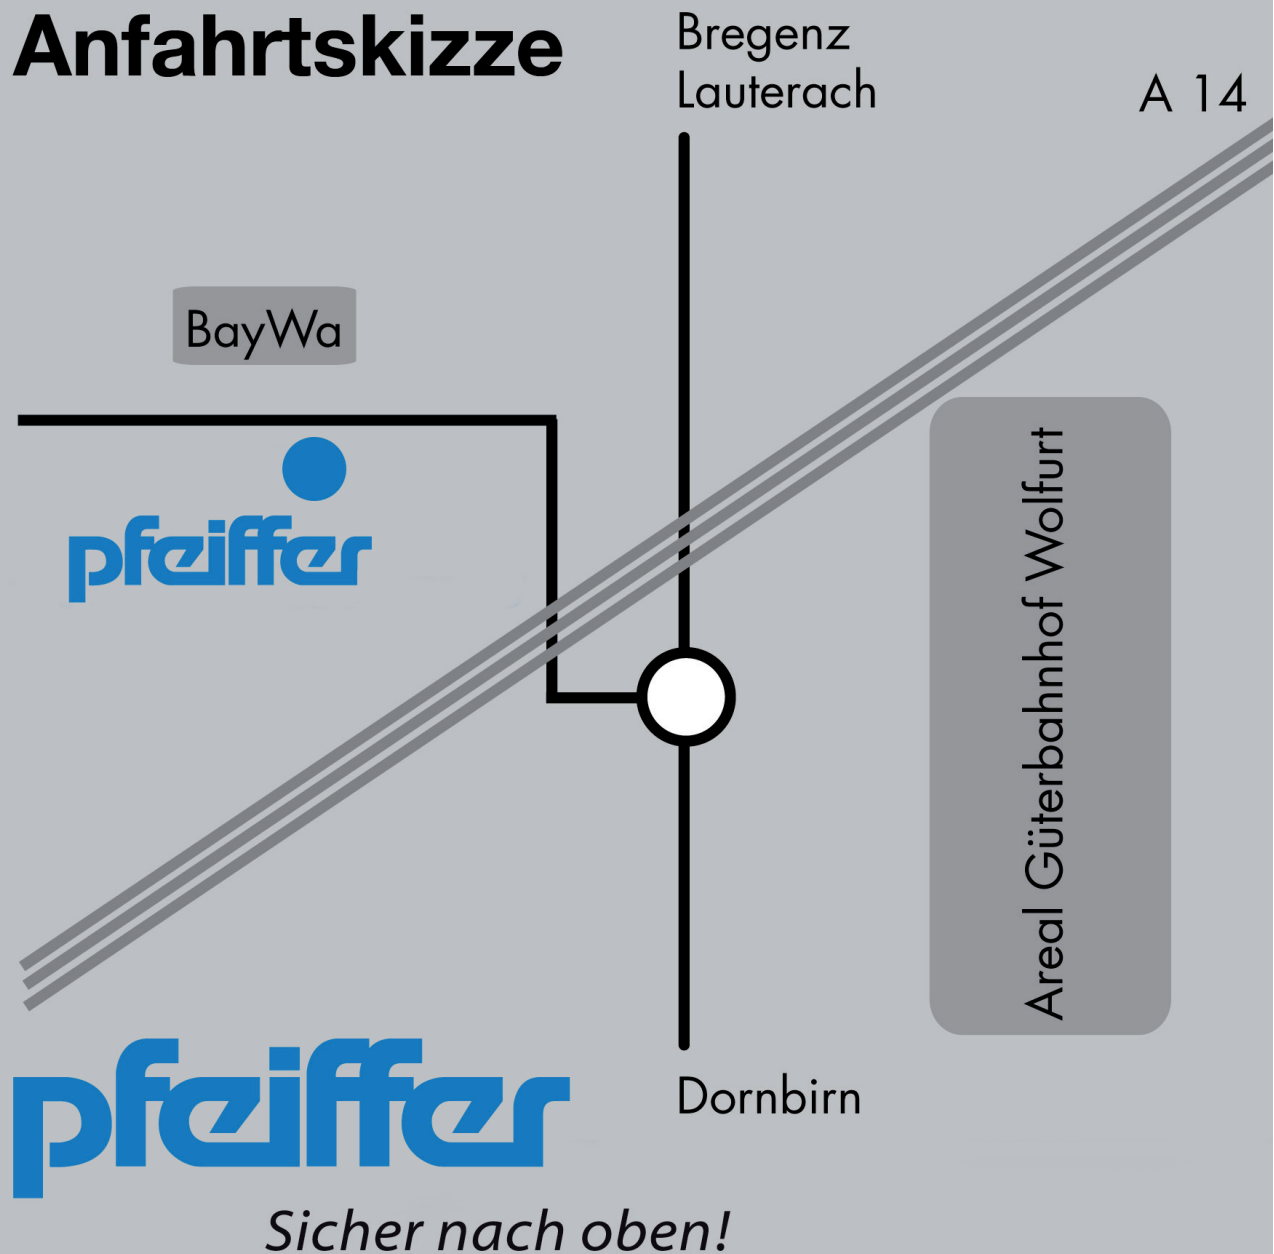 Anfahrtskizze
Bregenz
Lauterach
A 14
BayWa
pfeiffer
Areal Güterbahnhof Wolfurt
Dornbirn
pfeiffer
Sicher nach oben!